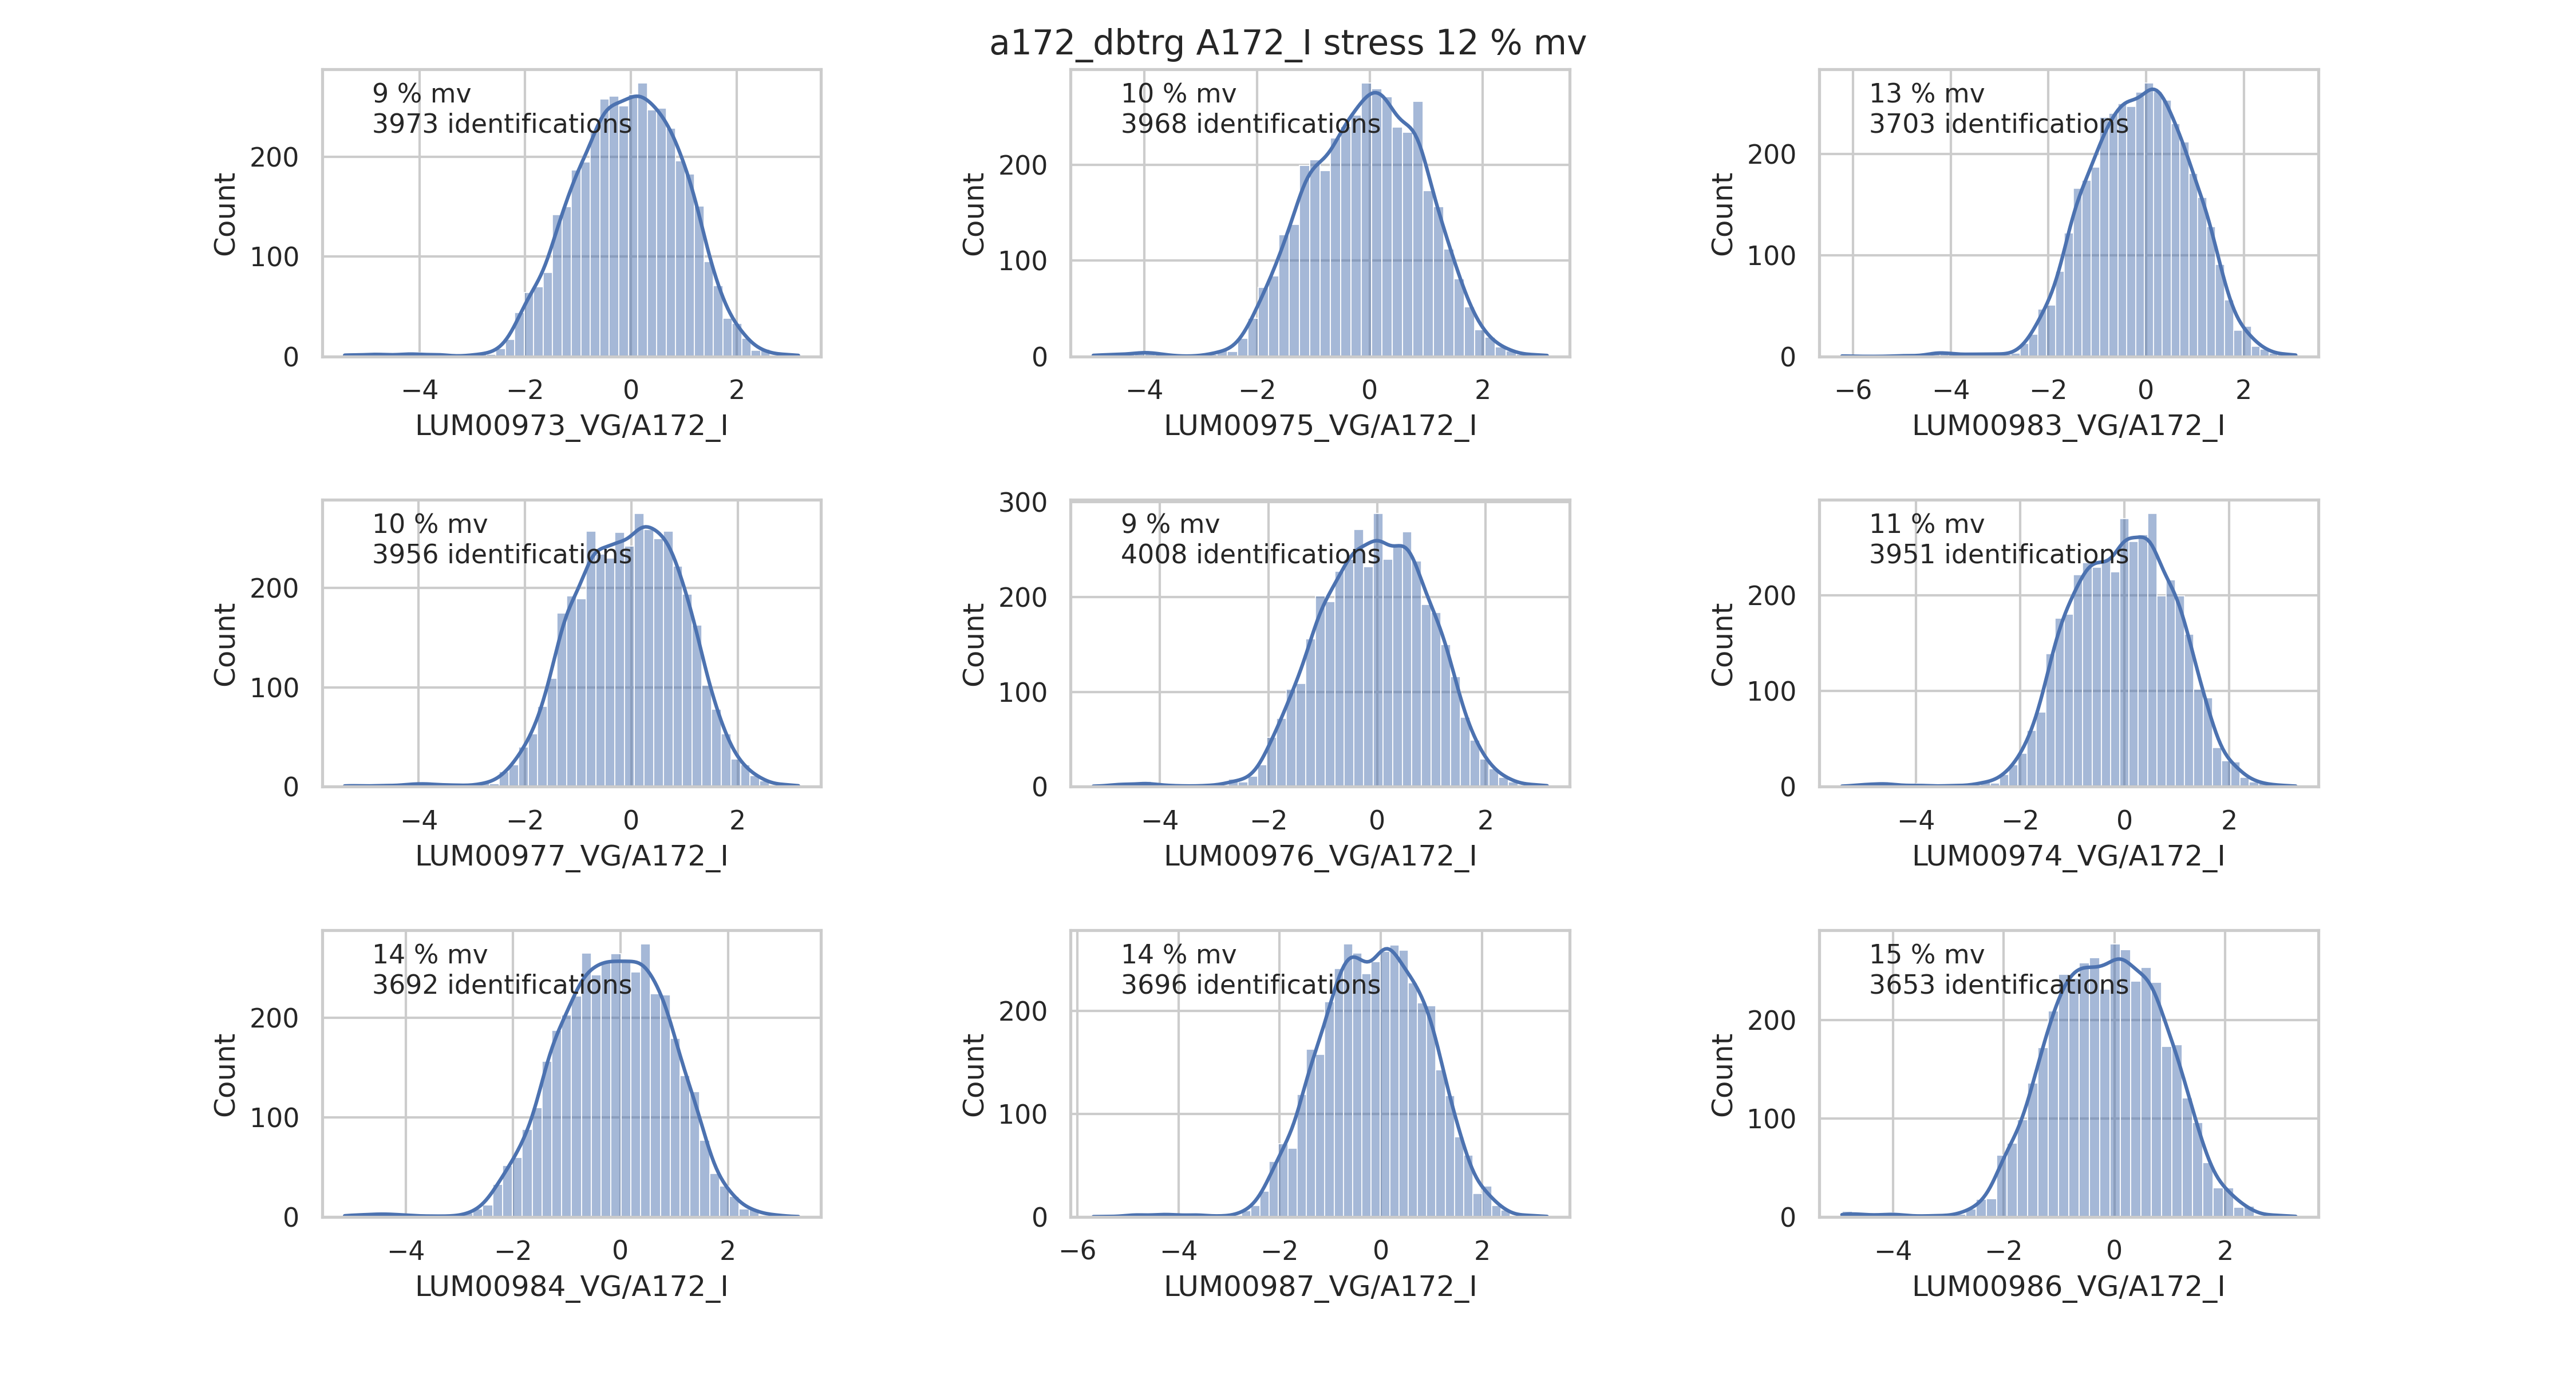 a172_dbtrg A172_I stress 12 % mv
9 % mv
3973 identifications
Count
200
100
0
−4 −2 0 2
LUM00973_VG/A172_I
10 % mv
3968 identifications
Count
200
100
0
−4 −2 0 2
LUM00975_VG/A172_I
13 % mv
3703 identifications
Count
200
100
0
−6 −4 −2 0 2
LUM00983_VG/A172_I
10 % mv
3956 identifications
Count
200
100
0
−4 −2 0 2
LUM00977_VG/A172_I
9 % mv
4008 identifications
Count
300
200
100
0
−4 −2 0 2
LUM00976_VG/A172_I
11 % mv
3951 identifications
Count
200
100
0
−4 −2 0 2
LUM00974_VG/A172_I
14 % mv
3692 identifications
Count
200
100
0
−4 −2 0 2
LUM00984_VG/A172_I
14 % mv
3696 identifications
Count
200
100
0
−6 −4 −2 0 2
LUM00987_VG/A172_I
15 % mv
3653 identifications
Count
200
100
0
−4 −2 0 2
LUM00986_VG/A172_I